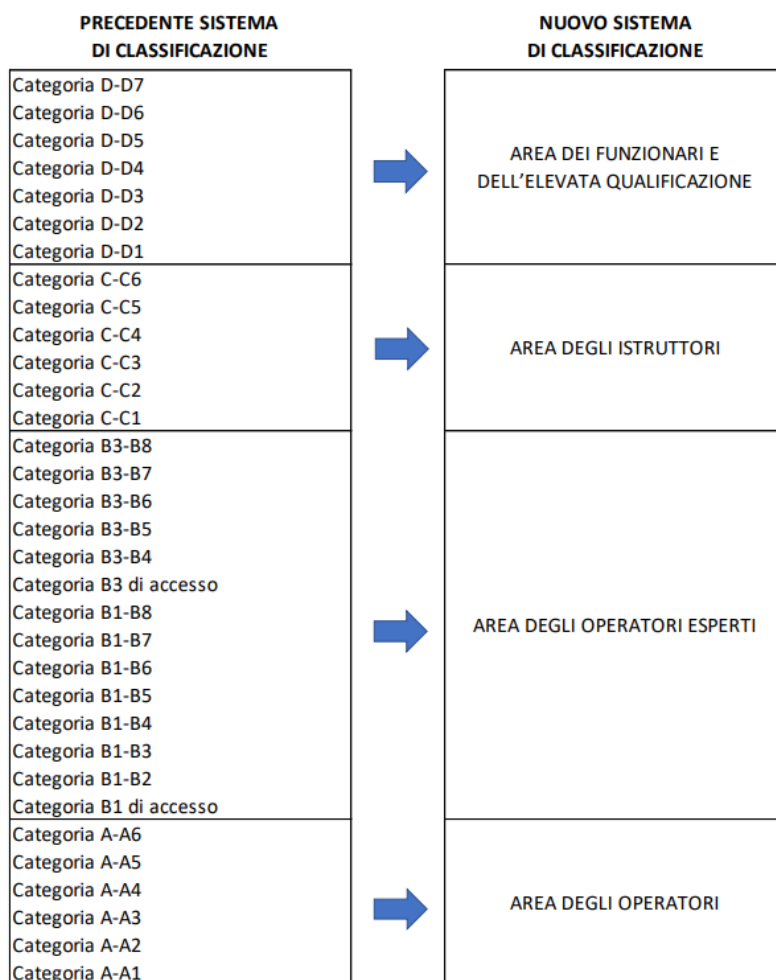 PRECEDENTE SISTEMA
DI CLASSIFICAZIONE
NUOVO SISTEMA
DI CLASSIFICAZIONE
Categoria D-D7
Categoria D-D6
Categoria D-D5
Categoria D-D4
Categoria D-D3
Categoria D-D2
Categoria D-D1
AREA DEI FUNZIONARI E
DELL’ELEVATA QUALIFICAZIONE
Categoria C-C6
Categoria C-C5
Categoria C-C4
Categoria C-C3
Categoria C-C2
Categoria C-C1
AREA DEGLI ISTRUTTORI
Categoria B3-B8
Categoria B3-B7
Categoria B3-B6
Categoria B3-B5
Categoria B3-B4
Categoria B3 di accesso
Categoria B1-B8
Categoria B1-B7
Categoria B1-B6
Categoria B1-B5
Categoria B1-B4
Categoria B1-B3
Categoria B1-B2
Categoria B1 di accesso
AREA DEGLI OPERATORI ESPERTI
Categoria A-A6
Categoria A-A5
Categoria A-A4
Categoria A-A3
Categoria A-A2
Categoria A-A1
AREA DEGLI OPERATORI